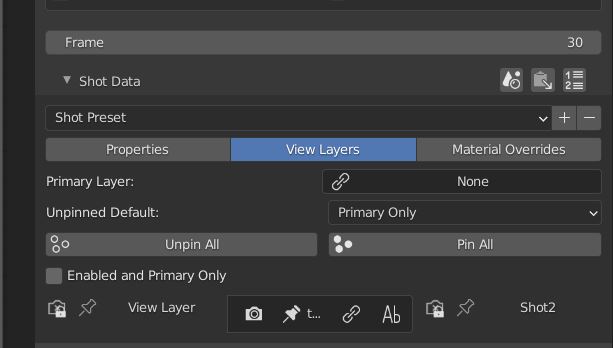 Frame 30
Shot Data
Shot Preset
Properties View Layers Material Overrides
Primary Layer: None
Unpinned Default: Primary Only
Unpin All Pin All
Enabled and Primary Only
View Layer t... Ab Shot2